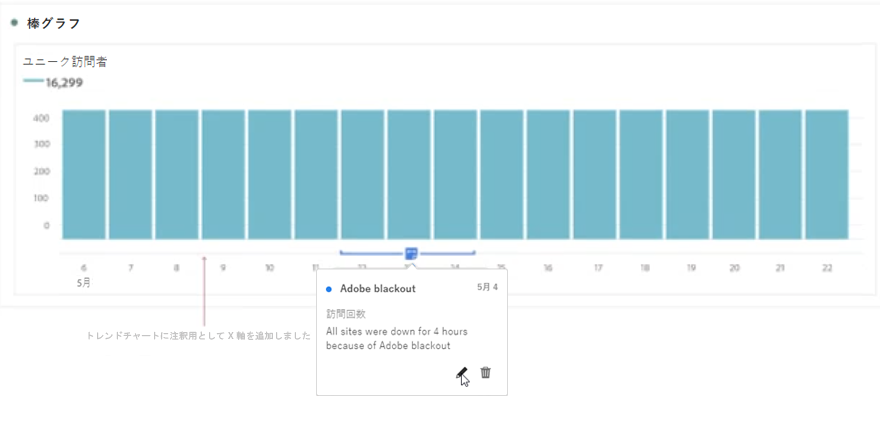 棒グラフ
ユニーク訪問者
16,299
400
300
200
100
0
6 7 8 9 10 11 12 13 14 15 16 17 18 19 20 21 22
5月
Adobe blackout 5月 4
訪問回数
All sites were down for 4 hours
because of Adobe blackout
トレンドチャートに注釈用として X 軸を追加しました